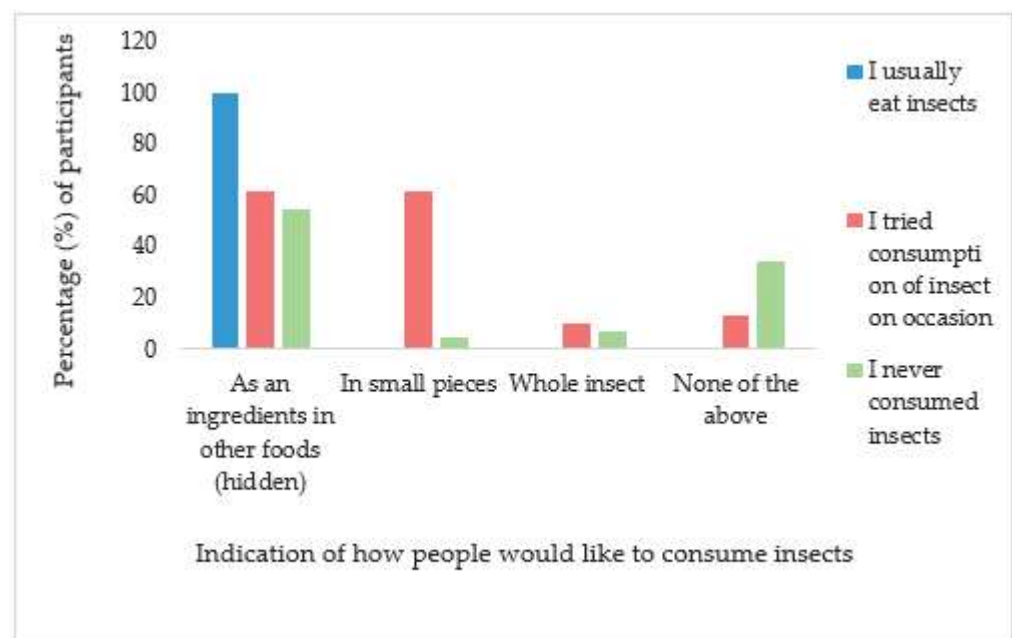 Percentage (%) of participants
120
100
80
60
40
20
0
As an
ingredients in
other foods
(hidden)
In small pieces
Whole insect
None of the
above
Indication of how people would like to consume insects
I usually
eat insects
I tried
consumpti
on of insect
on occasion
I never
consumed
insects